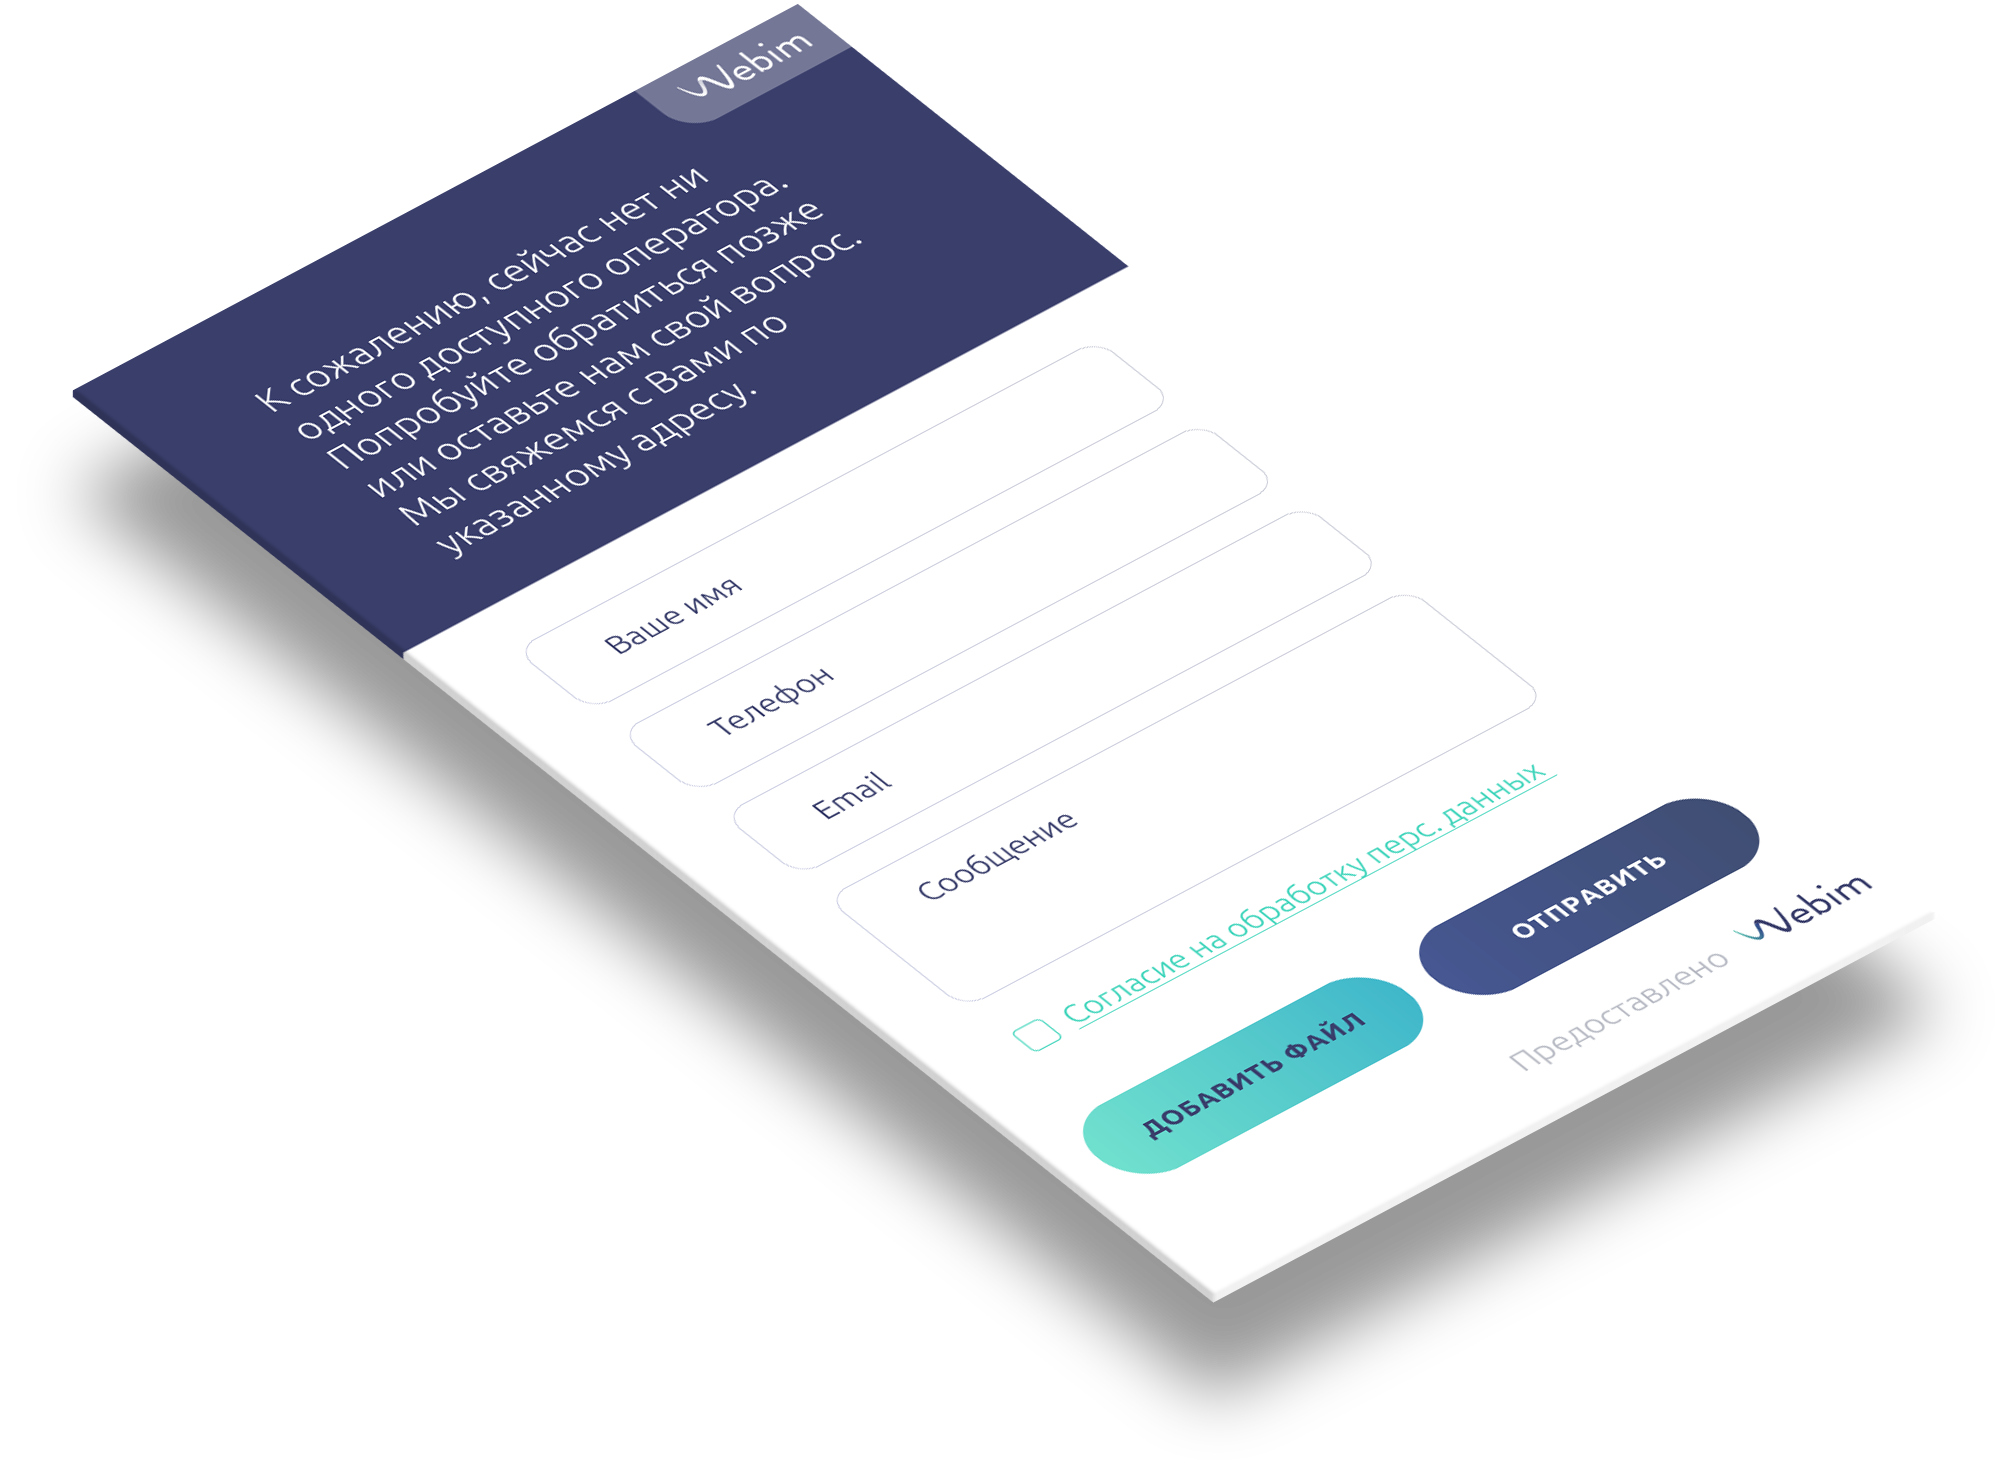 Webim
К сожалению, сейчас нет ни
одного доступного оператора.
Попробуйте обратиться позже
или оставьте нам свой вопрос.
Мы свяжемся с Вами по
указанному адресу.
Ваше имя
Телефон
Email
Сообщение
Согласие на обработку перс. данных
ДОБАВИТЬ ФАЙЛ
ОТПРАВИТЬ
Предоставлено Webim